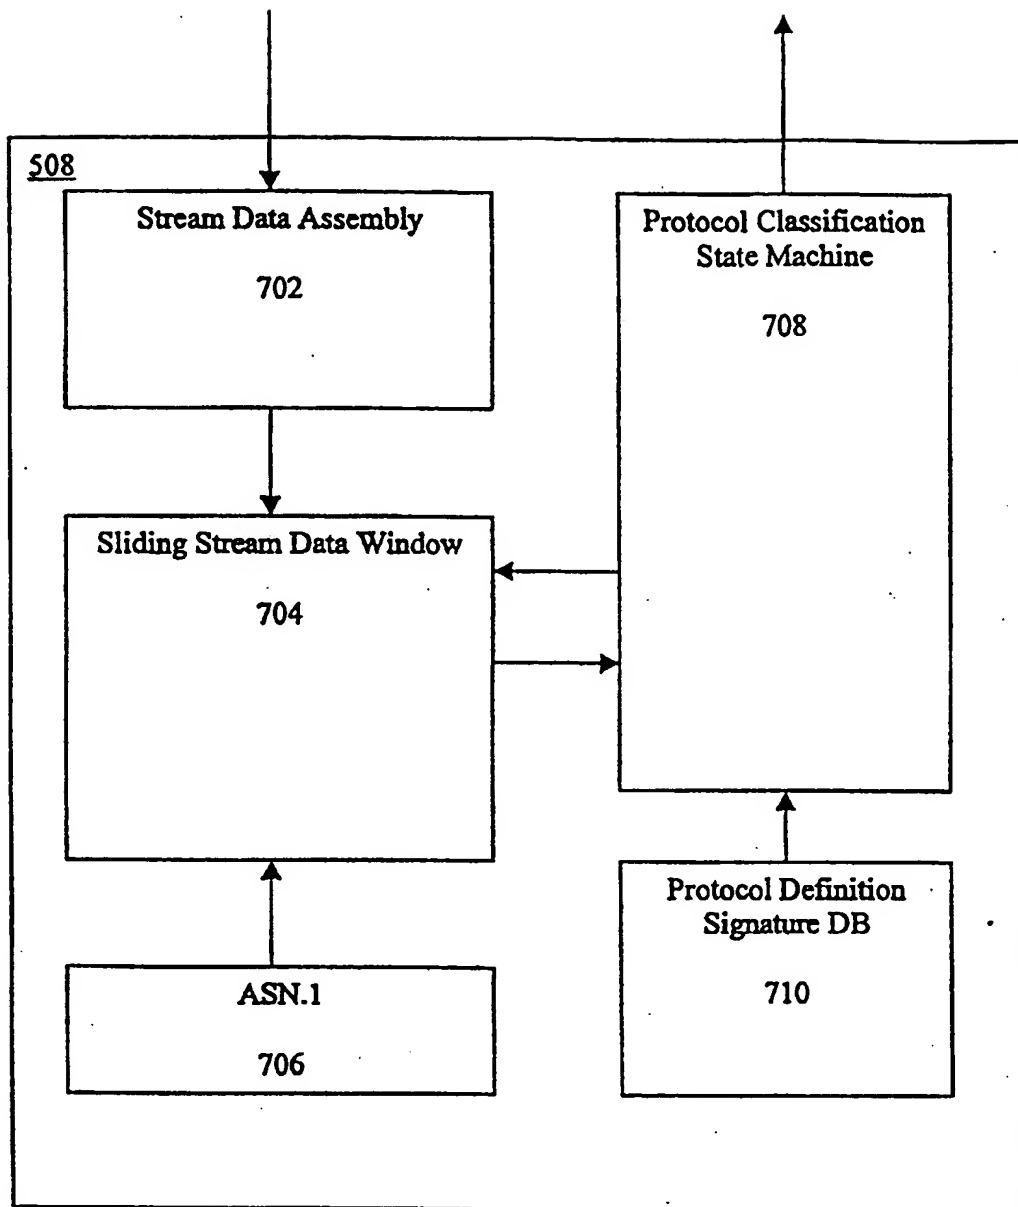 508
Stream Data Assembly
702
Protocol Classification
State Machine
708
Sliding Stream Data Window
704
ASN.1
706
Protocol Definition
Signature DB
710